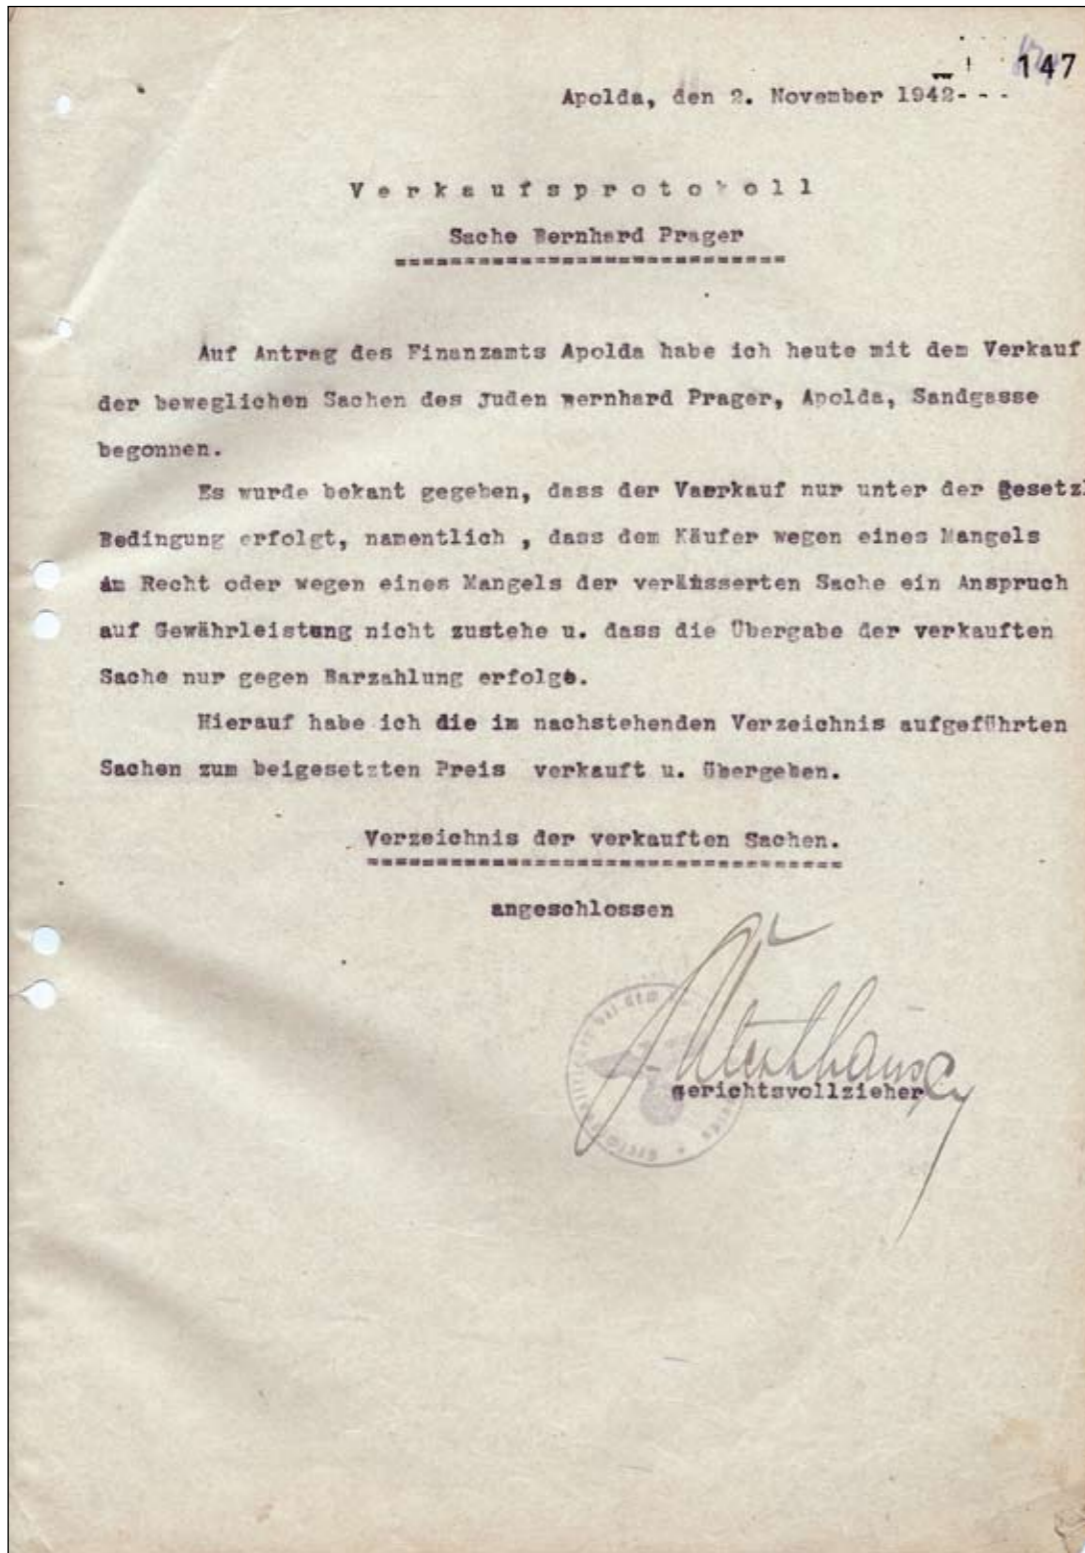 147
Apolda, den 2. November 1942- - -
V e r k a u f s p r o t o k o l l
Sache Bernhard Prager
Auf Antrag des Finanzamts Apolda habe ich heute mit dem Verkauf
der beweglichen Sachen des Juden Bernhard Prager, Apolda, Sandgasse
begonnen.
Es wurde bekant gegeben, dass der Vaerkauf nur unter der Gesetzl
Bedingung erfolgt, namentlich , dass dem Käufer wegen eines Mangels
im Recht oder wegen eines Mangels der veräusserten Sache ein Anspruch
auf Gewährleistung nicht zustehe u. dass die Übergabe der verkauften
Sache nur gegen Barzahlung erfolge.
Hierauf habe ich die im nachstehenden Verzeichnis aufgeführten
Sachen zum beigesetzten Preis verkauft u. übergeben.
Verzeichnis der verkauften Sachen.
angeschlossen
gerichtsvollzieher